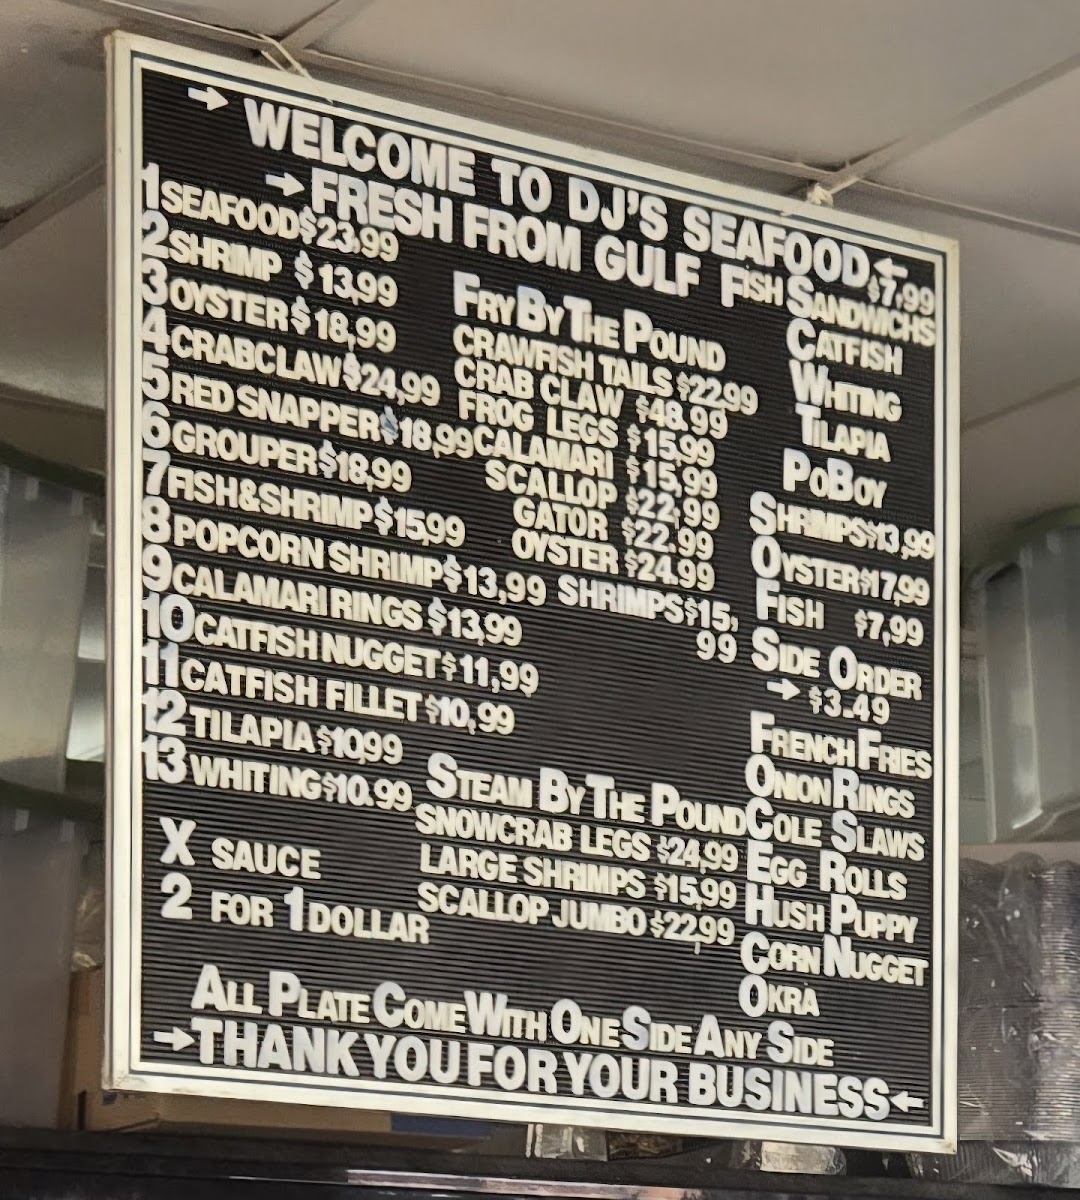 → WELCOME TO DJ'S SEAFOOD ←
→ FRESH FROM GULF
1 SEAFOOD $23,99
2 SHRIMP $13,99
3 OYSTER $18,99
4 CRABCLAW $24,99
5 RED SNAPPER $18,99
6 GROUPER $18,99
7 FISH&SHRIMP $15,99
8 POPCORN SHRIMP $13,99
9 CALAMARI RINGS $13,99
10 CATFISH NUGGET $11,99
11 CATFISH FILLET $10,99
12 TILAPIA $10,99
13 WHITING $10.99
X SAUCE
2 FOR 1 DOLLAR
FRY BY THE POUND
CRAWFISH TAILS $22.99
CRAB CLAW $48.99
FROG LEGS $15,99
CALAMARI $15,99
SCALLOP $22,99
GATOR $22.99
OYSTER $24.99
SHRIMPS $15,
99
STEAM BY THE POUND
SNOWCRAB LEGS $24,99
LARGE SHRIMPS $15,99
SCALLOP JUMBO $22,99
FISH $7,99
SANDWICHS
CATFISH
WHITING
TILAPIA
POBOY
SHRIMPS $13,99
OYSTER $17,99
FISH $7,99
SIDE ORDER
→ $3.49
FRENCH FRIES
ONION RINGS
COLE SLAWS
EGG ROLLS
HUSH PUPPY
CORN NUGGET
OKRA
ALL PLATE COME WITH ONE SIDE ANY SIDE
→ THANK YOU FOR YOUR BUSINESS ←